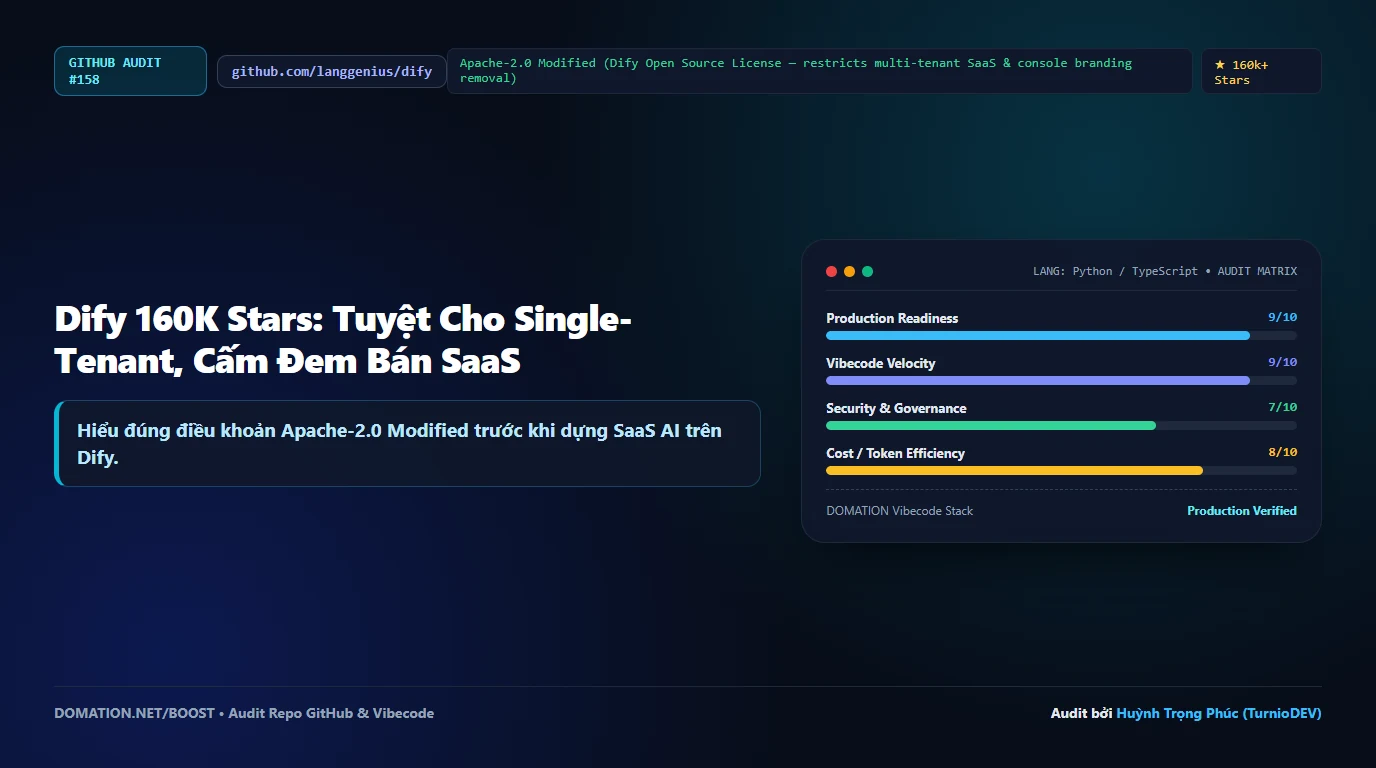 GITHUB AUDIT
#158
github.com/langgenius/dify
Apache-2.0 Modified (Dify Open Source License — restricts multi-tenant SaaS & console branding
removal)
★ 160k+
Stars
Dify 160K Stars: Tuyệt Cho Single-
Tenant, Cấm Đem Bán SaaS
Hiểu đúng điều khoản Apache-2.0 Modified trước khi dựng SaaS AI trên
Dify.
LANG: Python / TypeScript • AUDIT MATRIX
Production Readiness 9/10
Vibecode Velocity 9/10
Security & Governance 7/10
Cost / Token Efficiency 8/10
DOMATION Vibecode Stack Production Verified
DOMATION.NET/BOOST • Audit Repo GitHub & Vibecode
Audit bởi Huỳnh Trọng Phúc (TurnioDEV)